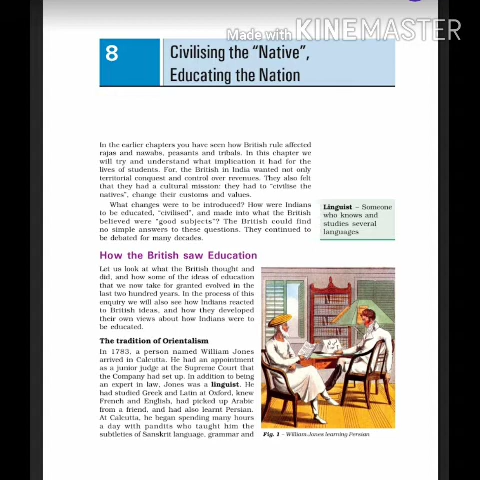 Made with KINEMASTER
8
Civilising the "Native",
Educating the Nation
In the earlier chapters you have seen how British rule affected
rajas and nawabs, peasants and tribals. In this chapter we
will try and understand what implication it had for the
lives of students. For, the British in India wanted not only
territorial conquest and control over revenues. They also felt
that they had a cultural mission: they had to "civilise the
natives", change their customs and values.
What changes were to be introduced? How were Indians
to be educated, "civilised", and made into what the British
believed were "good subjects"? The British could find
no simple answers to these questions. They continued to
be debated for many decades.
Linguist – Someone
who knows and
studies several
languages
How the British saw Education
Let us look at what the British thought and
did, and how some of the ideas of education
that we now take for granted evolved in the
last two hundred years. In the process of this
enquiry we will also see how Indians reacted
to British ideas, and how they developed
their own views about how Indians were to
be educated.
The tradition of Orientalism
In 1783, a person named William Jones
arrived in Calcutta. He had an appointment
as a junior judge at the Supreme Court that
the Company had set up. In addition to being
an expert in law, Jones was a linguist. He
had studied Greek and Latin at Oxford, knew
French and English, had picked up Arabic
from a friend, and had also learnt Persian.
At Calcutta, he began spending many hours
a day with pandits who taught him the
subtleties of Sanskrit language, grammar and
Fig. 1 – William Jones learning Persian